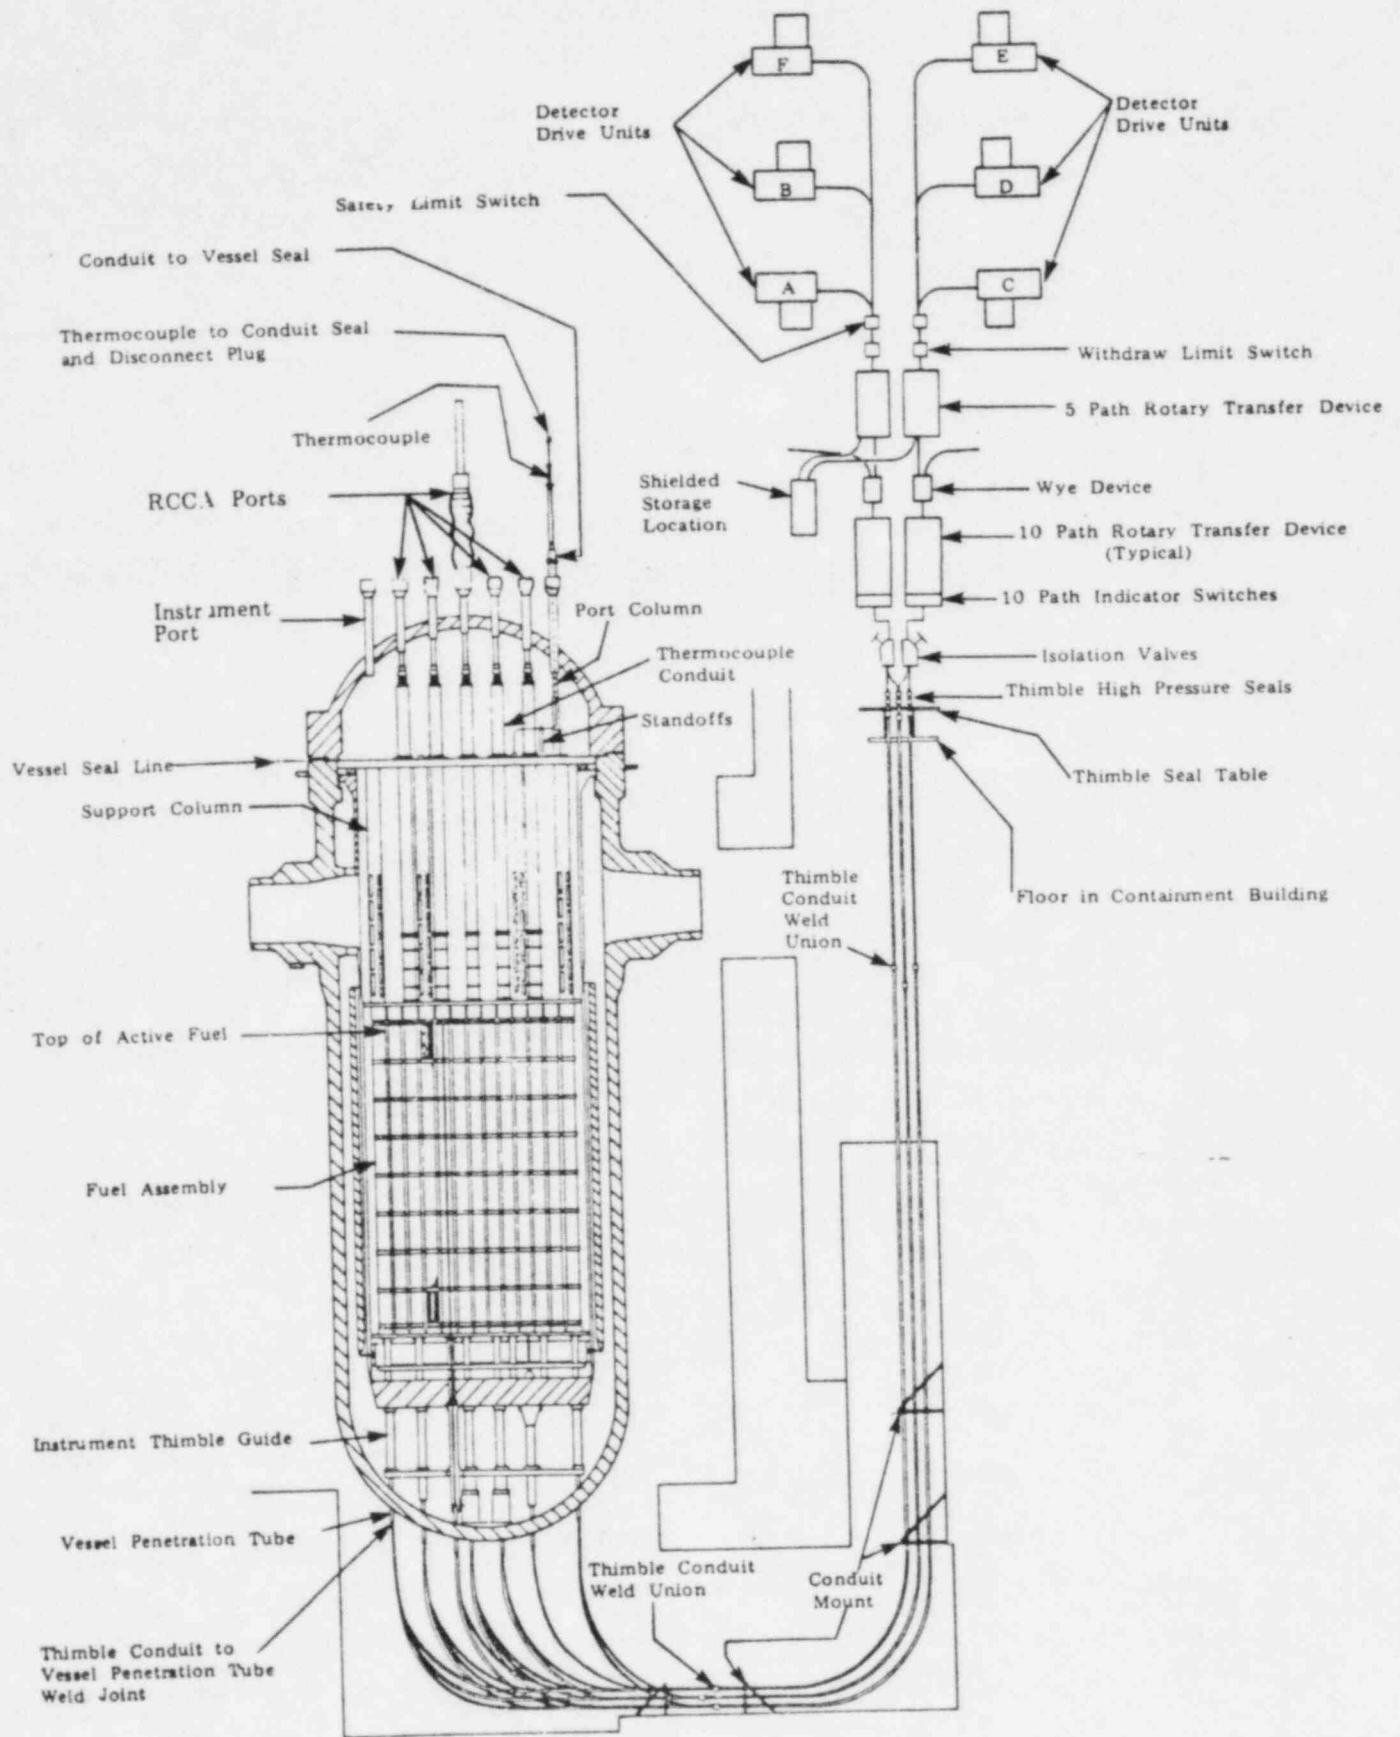 F
E
Detector
Drive Units
Detector
Drive Units
B
D
Safety Limit Switch
Conduit to Vessel Seal
A
C
Thermocouple to Conduit Seal
and Disconnect Plug
Withdraw Limit Switch
5 Path Rotary Transfer Device
Thermocouple
RCCA Ports
Shielded
Storage
Location
Wye Device
10 Path Rotary Transfer Device
(Typical)
10 Path Indicator Switches
Instrument
Port
Port Column
Thermocouple
Conduit
Isolation Valves
Thimble High Pressure Seals
Standoffs
Vessel Seal Line
Thimble Seal Table
Support Column
Thimble
Conduit
Weld
Union
Floor in Containment Building
Top of Active Fuel
Fuel Assembly
Instrument Thimble Guide
Vessel Penetration Tube
Thimble Conduit
Weld Union
Conduit
Mount
Thimble Conduit to
Vessel Penetration Tube
Weld Joint